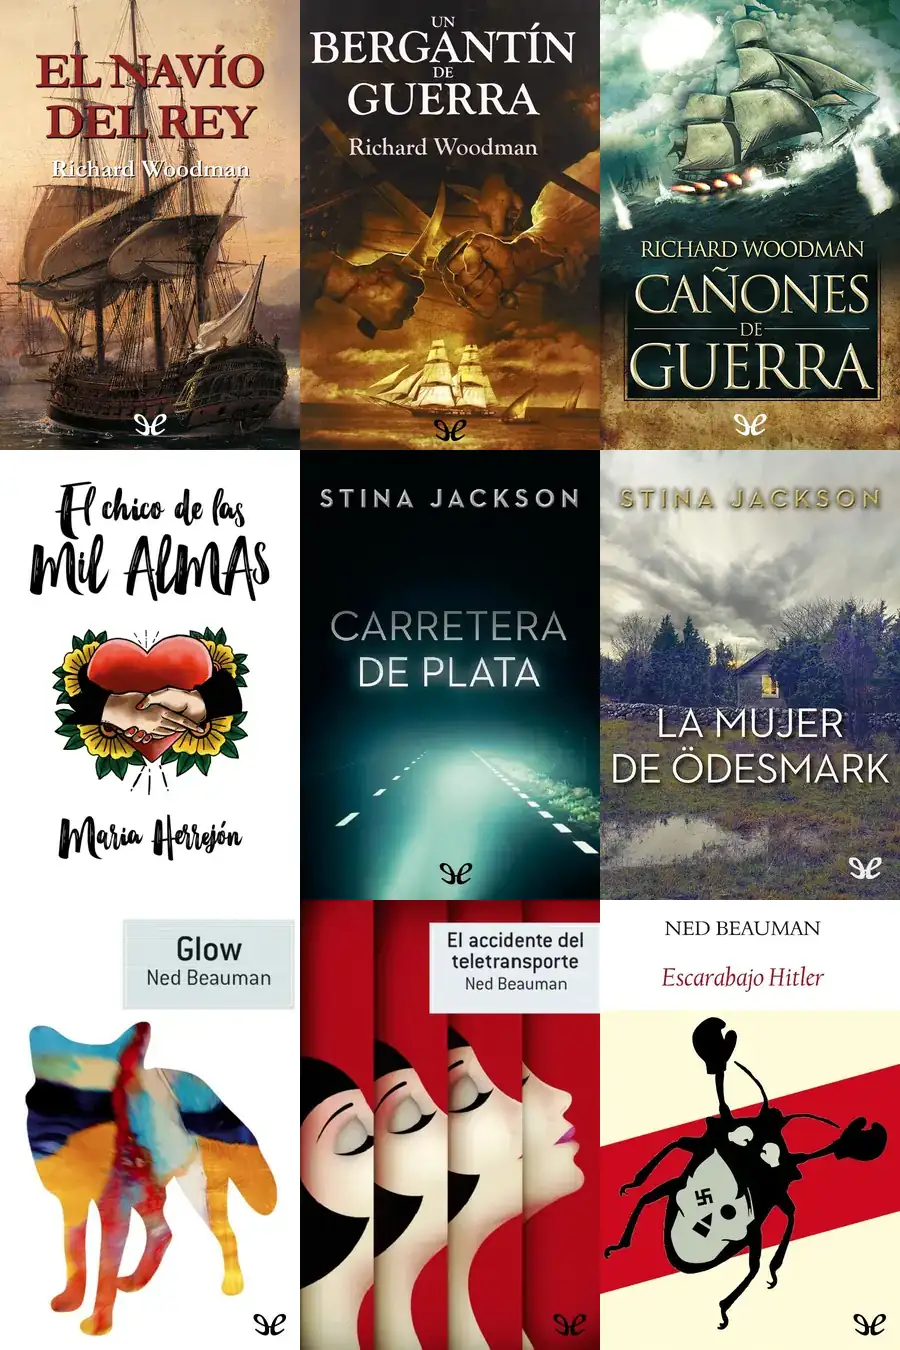 EL NAVÍO
DEL REY
Richard Woodman
UN
BERGANTÍN
DE
GUERRA
Richard Woodman
RICHARD WOODMAN
CAÑONES
DE
GUERRA
El chico de las
MIL ALMAS
María Herrejón
STINA JACKSON
CARRETERA
DE PLATA
STINA JACKSON
LA MUJER
DE ÖDESMARK
Glow
Ned Beauman
El accidente del
teletransporte
Ned Beauman
NED BEAUMAN
Escarabajo Hitler